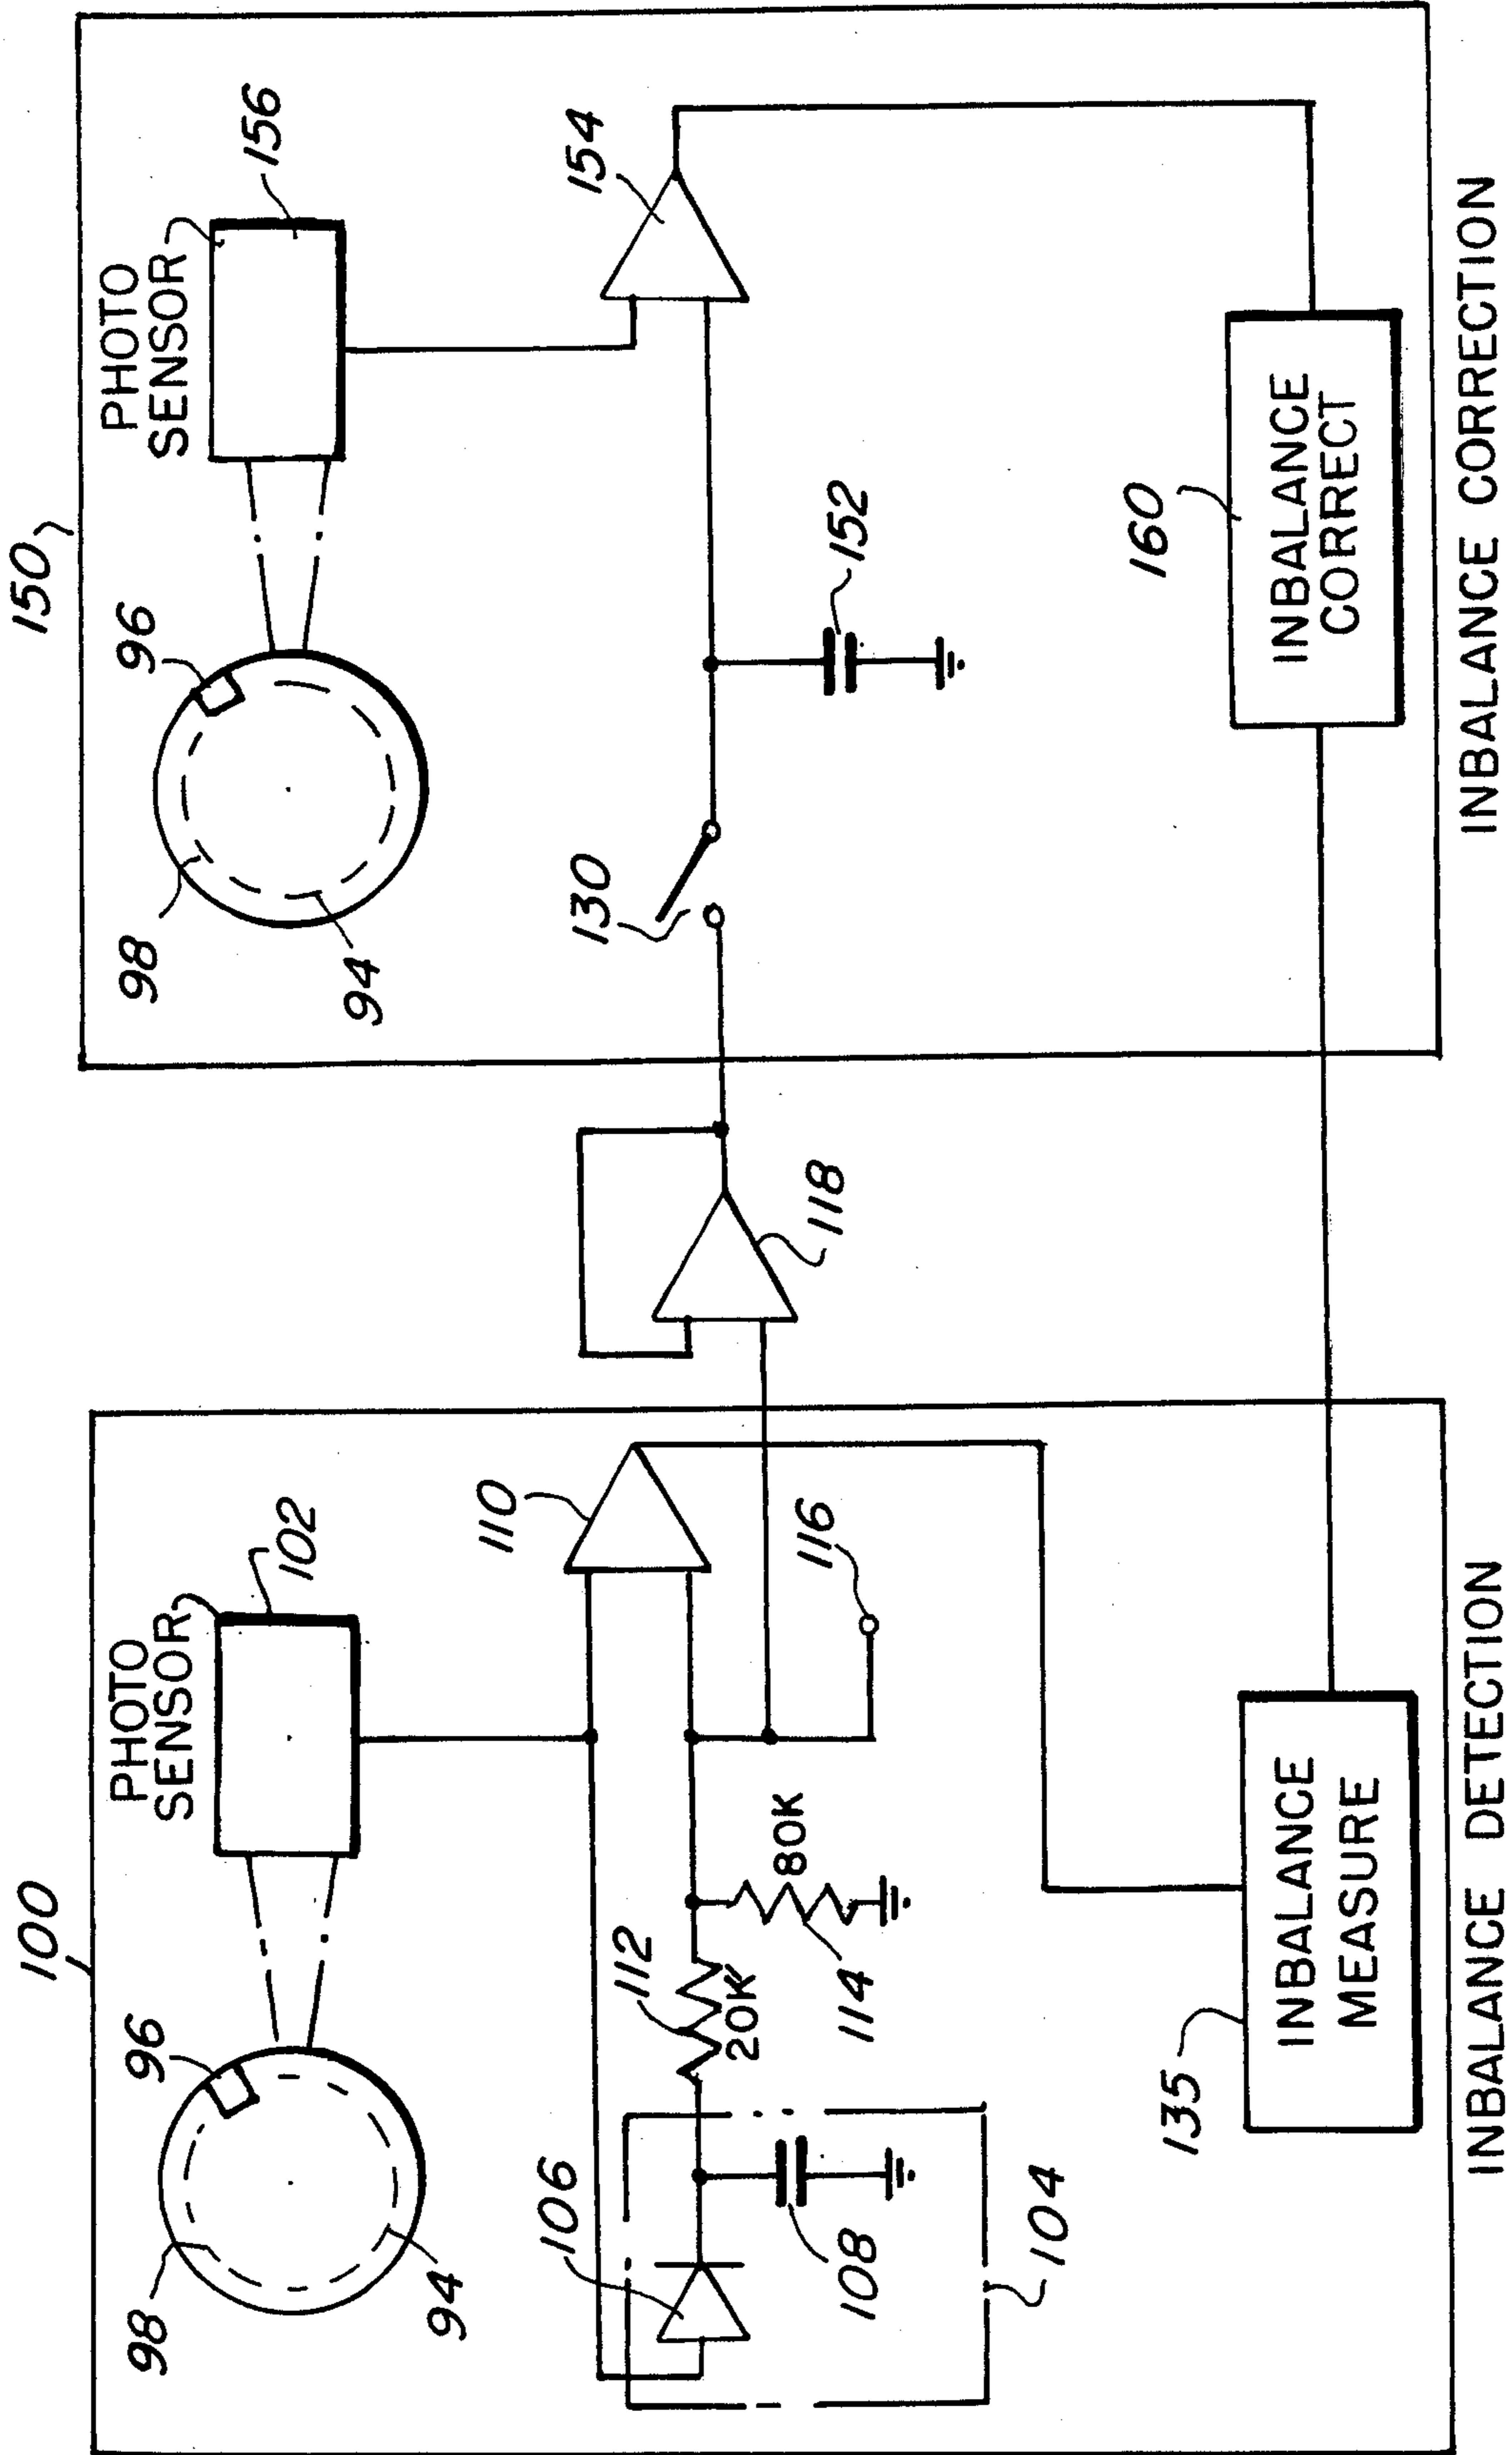 100
98
96
94
PHOTO
SENSOR
102
106
108
104
112
20K
114
80K
110
116
135
INBALANCE
MEASURE
INBALANCE DETECTION
118
150
98
96
94
PHOTO
SENSOR
156
130
152
154
160
INBALANCE
CORRECT
INBALANCE CORRECTION